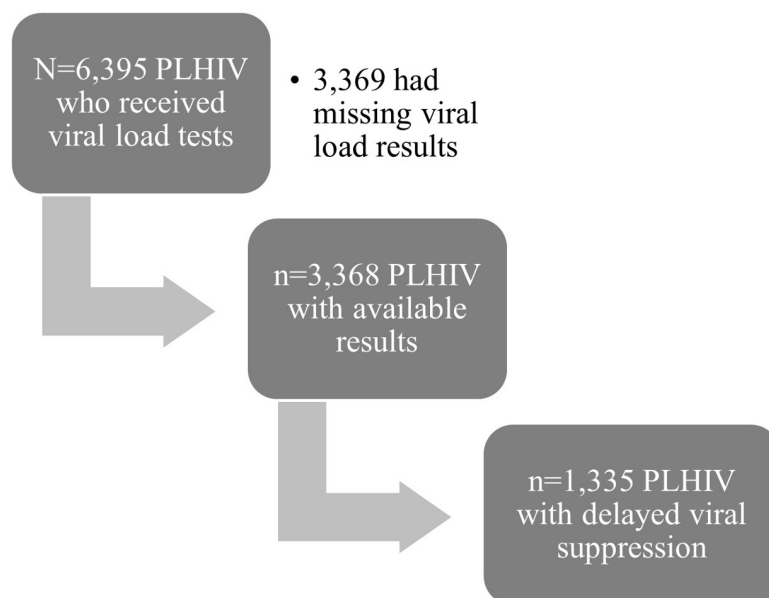 N=6,395 PLHIV
who received
viral load tests
• 3,369 had
missing viral
load results
n=3,368 PLHIV
with available
results
n=1,335 PLHIV
with delayed viral
suppression